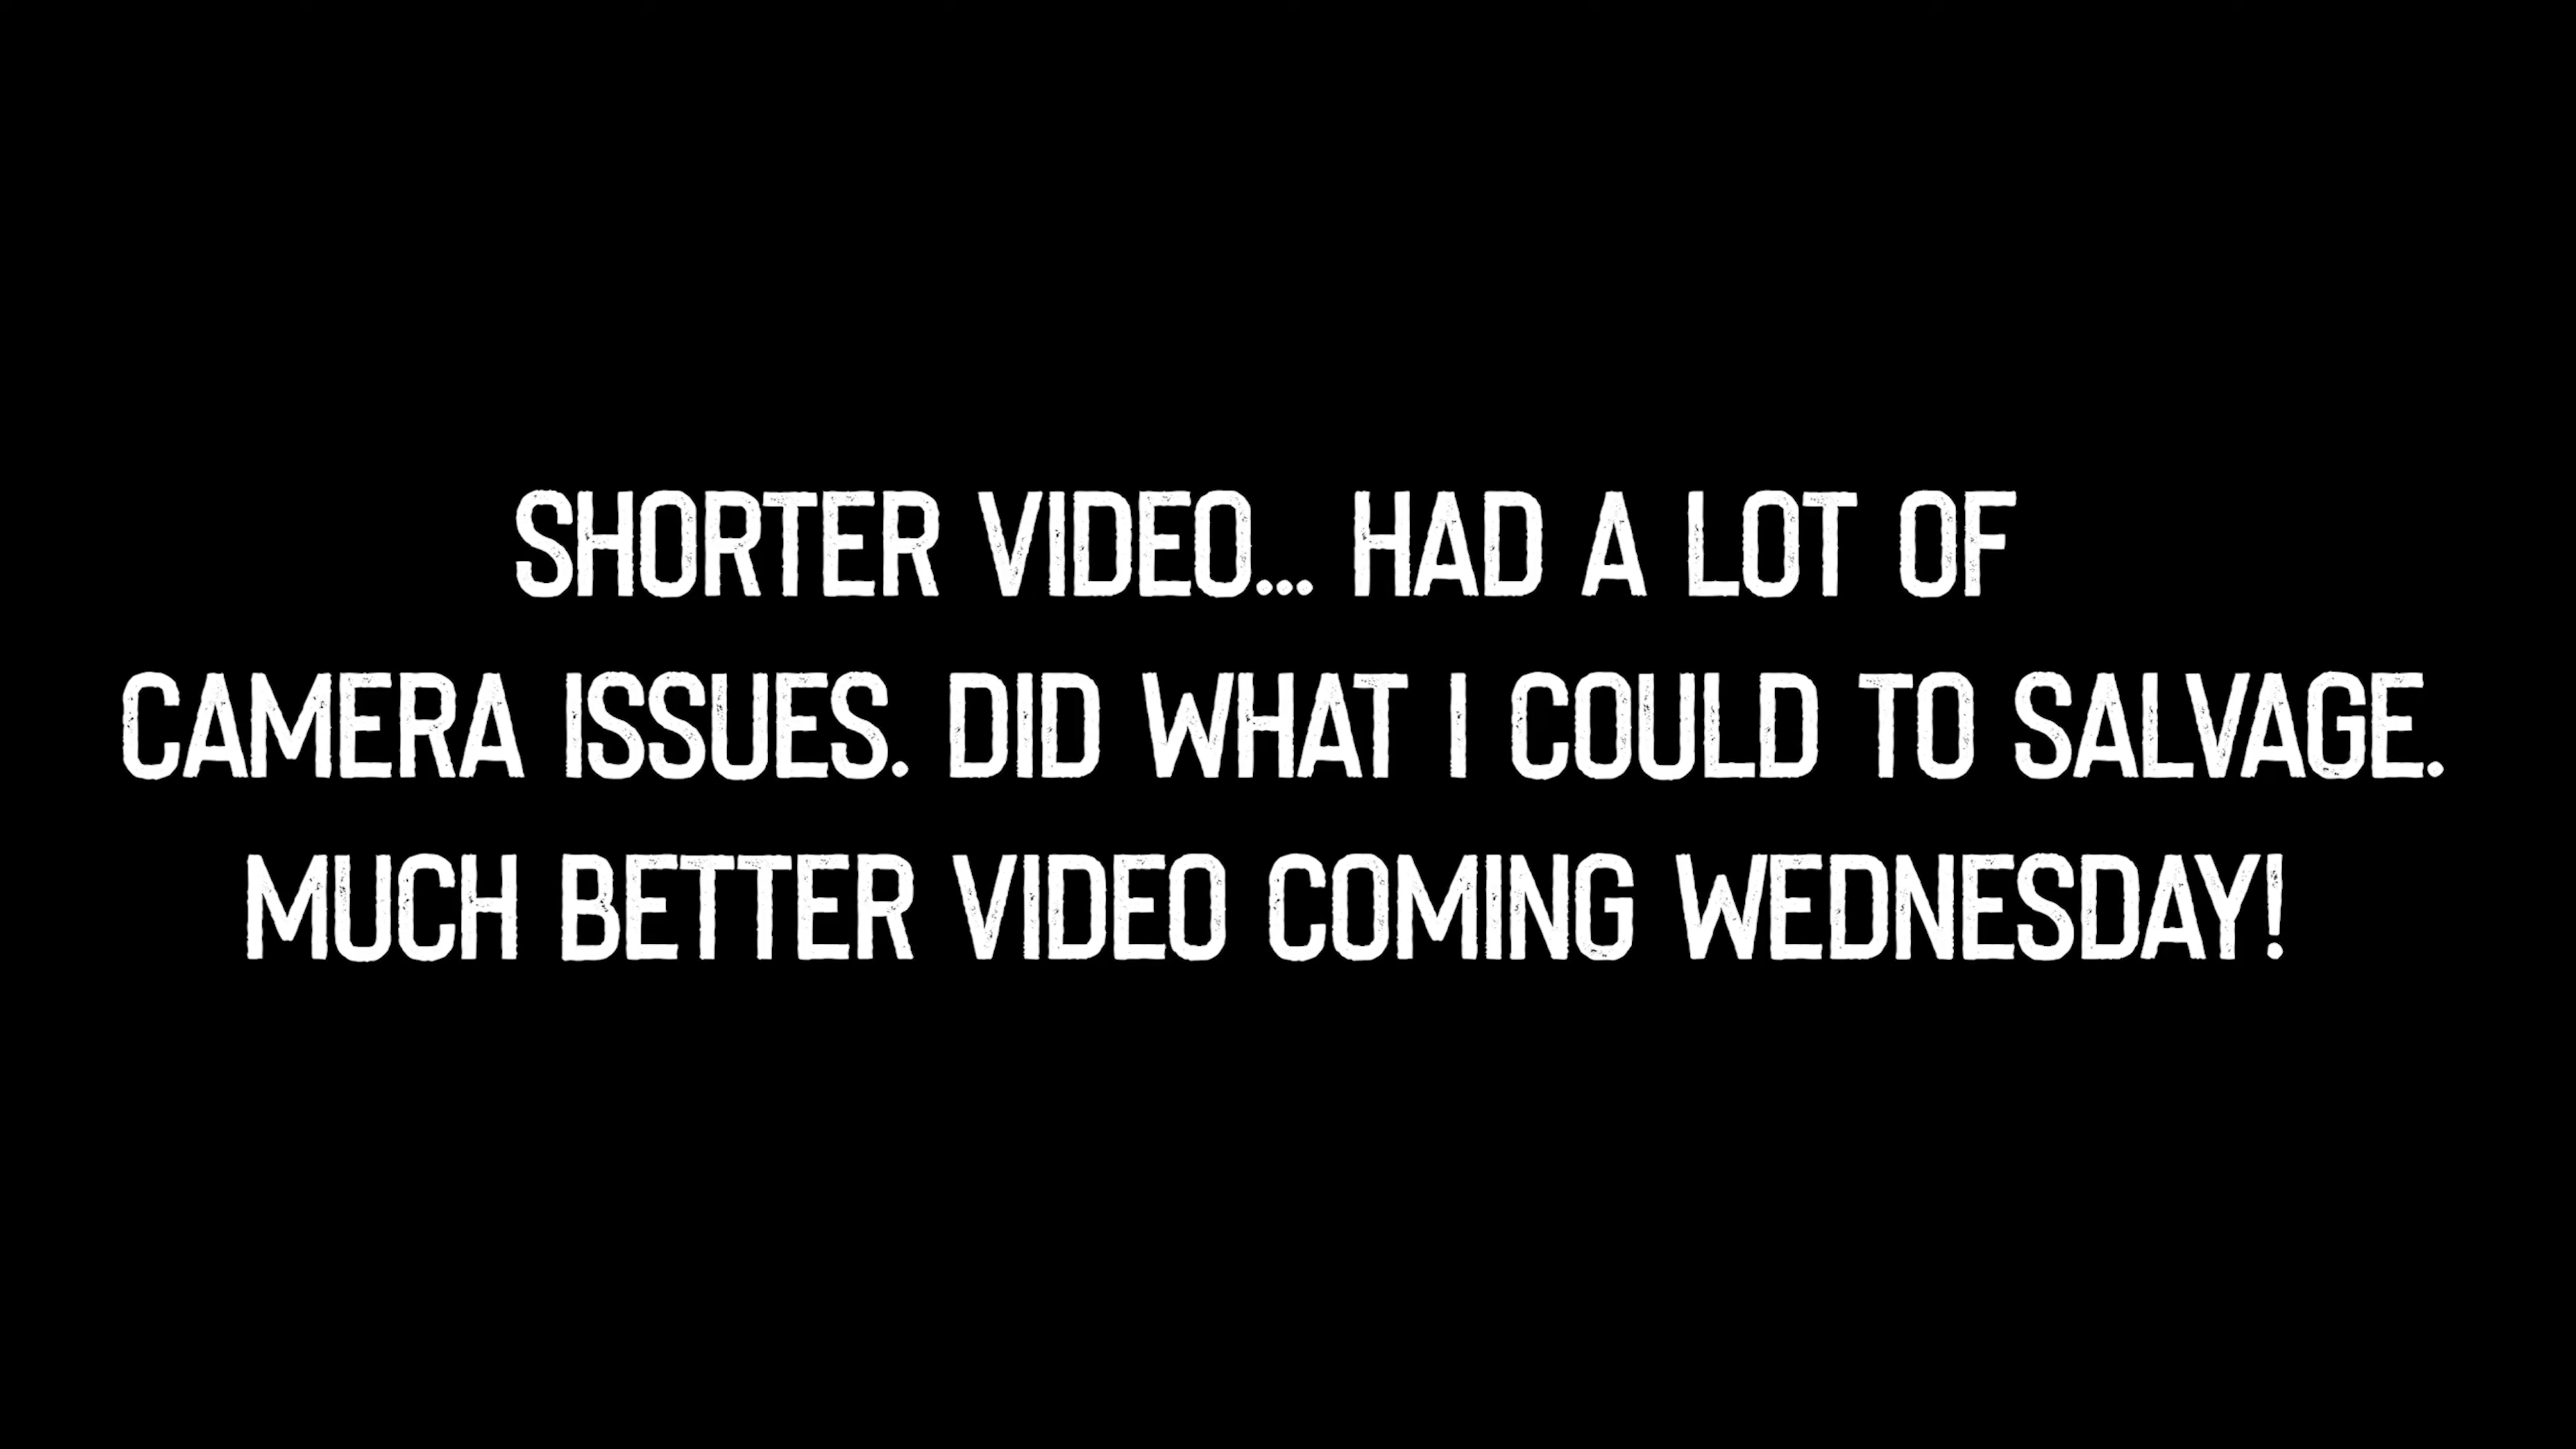 SHORTER VIDEO... HAD A LOT OF
CAMERA ISSUES. DID WHAT I COULD TO SALVAGE.
MUCH BETTER VIDEO COMING WEDNESDAY!